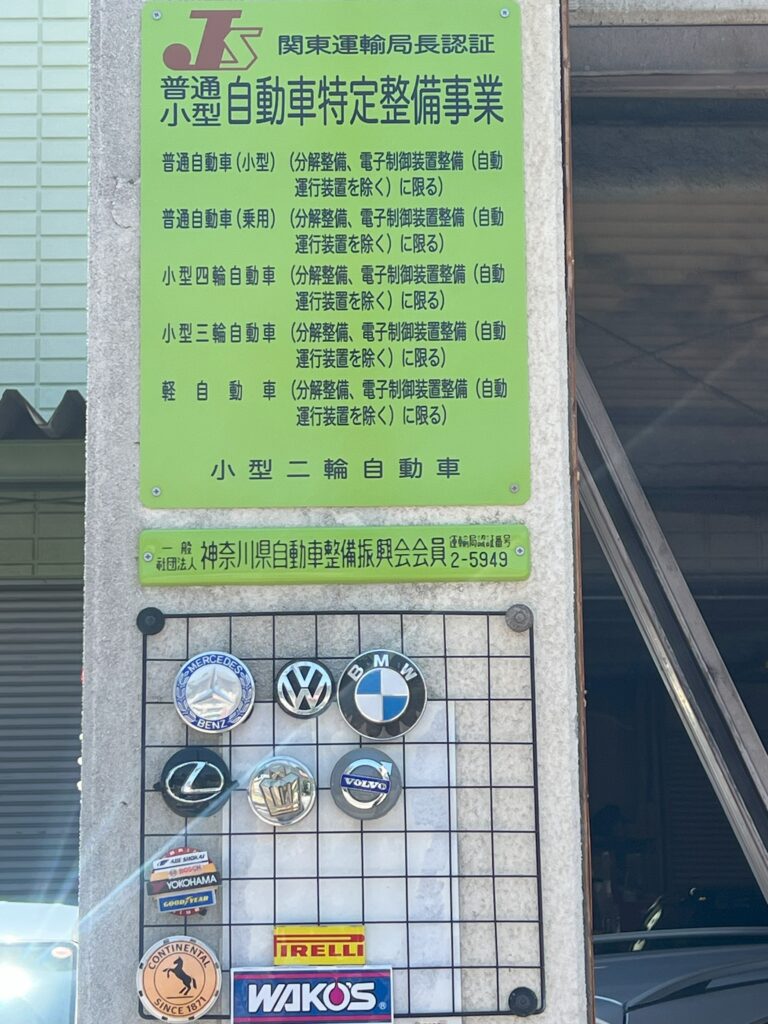 JS 関東運輸局長認証
普通
小型 自動車特定整備事業
普通自動車(小型) (分解整備、電子制御装置整備(自動
運行装置を除く)に限る)
普通自動車(乗用) (分解整備、電子制御装置整備(自動
運行装置を除く)に限る)
小型四輪自動車 (分解整備、電子制御装置整備(自動
運行装置を除く)に限る)
小型三輪自動車 (分解整備、電子制御装置整備(自動
運行装置を除く)に限る)
軽自動車 (分解整備、電子制御装置整備(自動
運行装置を除く)に限る)
小型二輪自動車
一般
社団法人 神奈川県自動車整備振興会会員
運輸局認証番号
2-5949
MERCEDES
BENZ
VW
BMW
VOLVO
BOSCH
YOKOHAMA
GOODYEAR
CONTINENTAL
SINCE 1871
IRELLI
WAKO'S